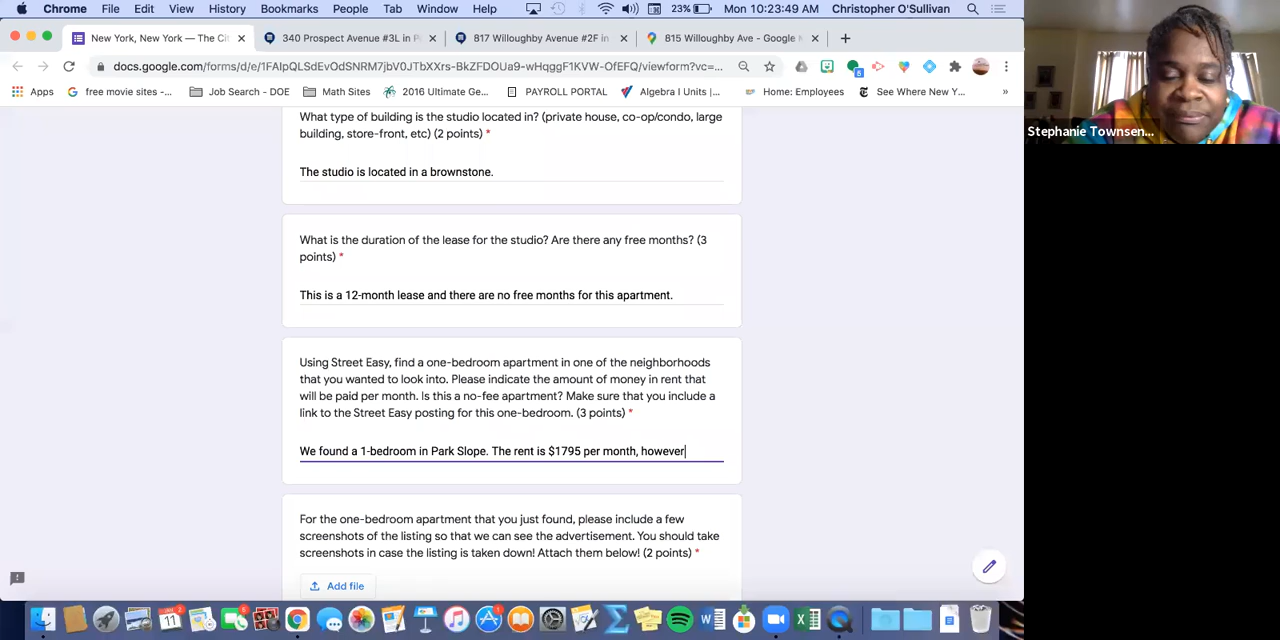 Chrome File Edit View History Bookmarks People Tab Window Help 23% Mon 10:23:49 AM Christopher O'Sullivan
New York, New York — The Ci
340 Prospect Avenue #3L in P
817 Willoughby Avenue #2F in
815 Willoughby Ave - Google M
docs.google.com/forms/d/e/
Apps free movie sites -... Job Search - DOE Math Sites 2016 Ultimate Ge... PAYROLL PORTAL Algebra I Units |... Home: Employees See Where New Yo... »
Stephanie Townsen...
What type of building is the studio located in? (private house, co-op/condo, large
building, store-front, etc) (2 points) *
The studio is located in a brownstone.
What is the duration of the lease for the studio? Are there any free months? (3
points) *
This is a 12-month lease and there are no free months for this apartment.
Using Street Easy, find a one-bedroom apartment in one of the neighborhoods
that you wanted to look into. Please indicate the amount of money in rent that
will be paid per month. Is this a no-fee apartment? Make sure that you include a
link to the Street Easy posting for this one-bedroom. (3 points) *
We found a 1-bedroom in Park Slope. The rent is $1795 per month, however
For the one-bedroom apartment that you just found, please include a few
screenshots of the listing so that we can see the advertisement. You should take
screenshots in case the listing is taken down! Attach them below! (2 points) *
Add file